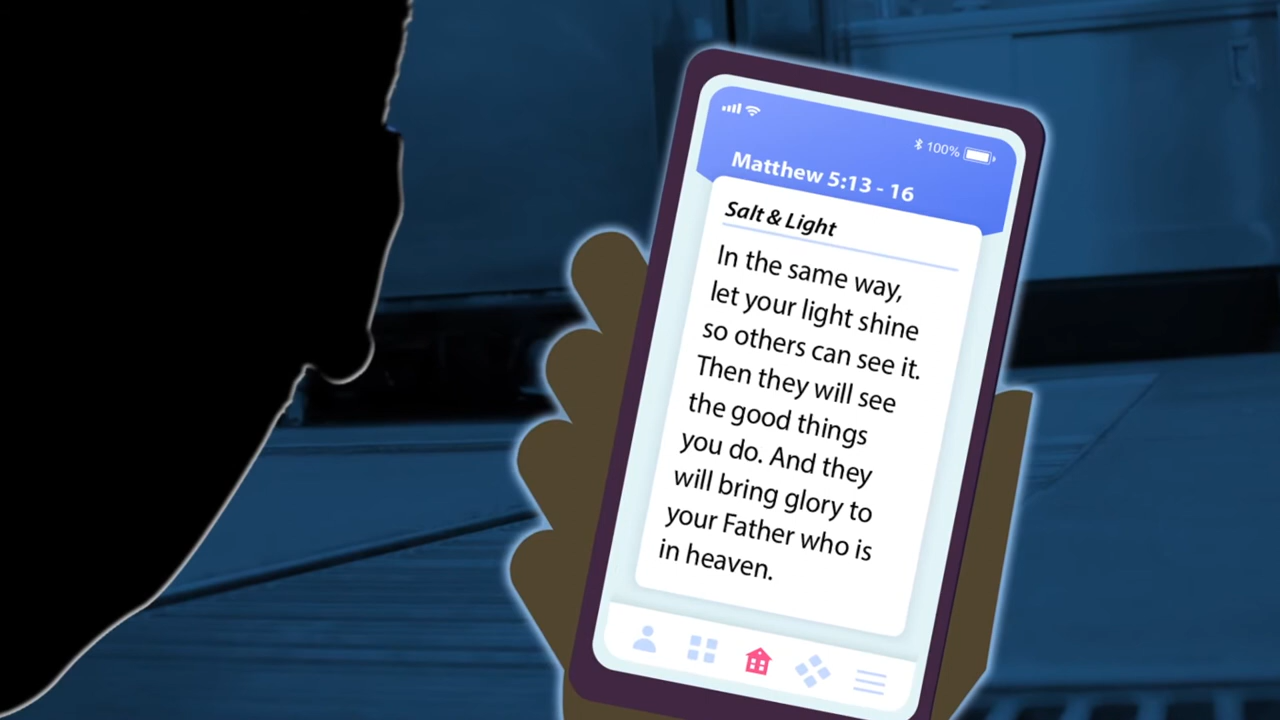 100%
Matthew 5:13 - 16
Salt & Light
In the same way,
let your light shine
so others can see it.
Then they will see
the good things
you do. And they
will bring glory to
your Father who is
in heaven.